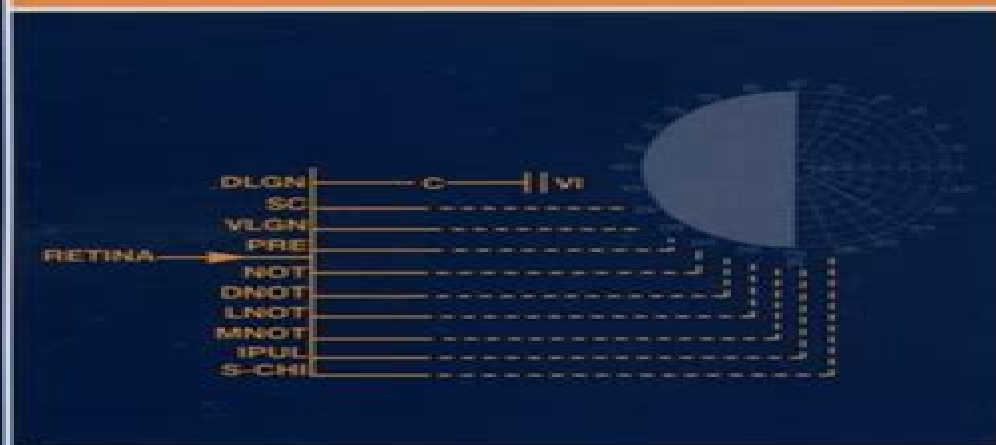 DLGN C VI
SC
VLGN
PRE
RETINA
NOT
DNOT
LNOT
MNOT
IPUL
S-CHI